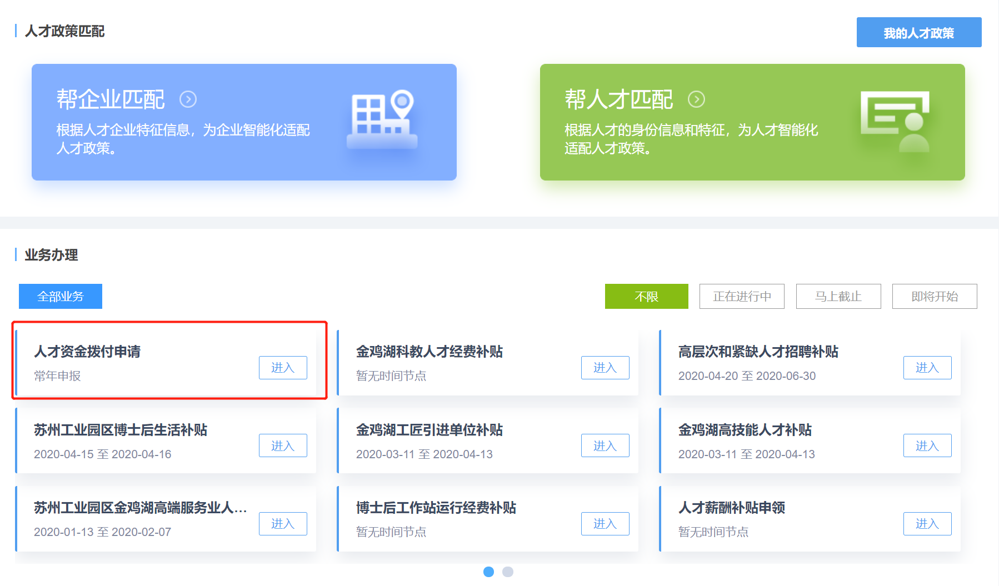 人才政策匹配
我的人才政策
帮企业匹配
根据人才企业特征信息，为企业智能化适配
人才政策。
帮人才匹配
根据人才的身份信息和特征，为人才智能化
适配人才政策。
业务办理
全部业务
不限
正在进行中
马上截止
即将开始
人才资金拨付申请
常年申报
进入
金鸡湖科教人才经费补贴
暂无时间节点
进入
高层次和紧缺人才招聘补贴
2020-04-20 至 2020-06-30
进入
苏州工业园区博士后生活补贴
2020-04-15 至 2020-04-16
进入
金鸡湖工匠引进单位补贴
2020-03-11 至 2020-04-13
进入
金鸡湖高技能人才补贴
2020-03-11 至 2020-04-13
进入
苏州工业园区金鸡湖高端服务业人...
2020-01-13 至 2020-02-07
进入
博士后工作站运行经费补贴
暂无时间节点
进入
人才薪酬补贴申领
暂无时间节点
进入